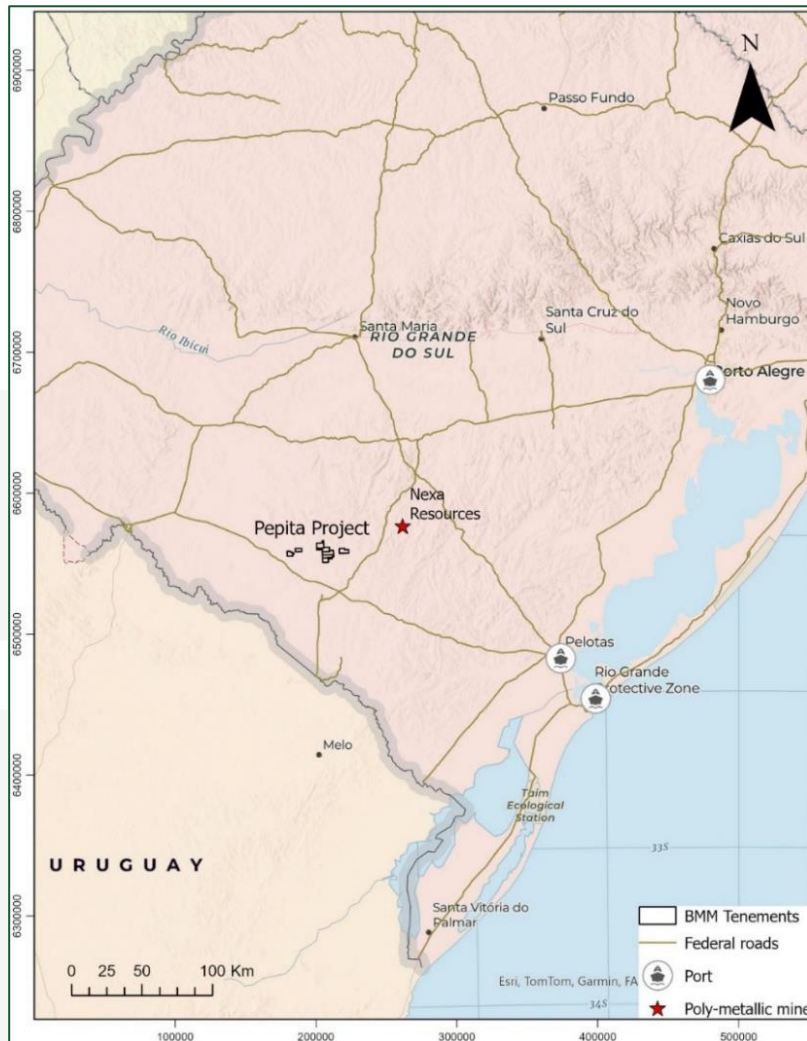 N
6900000
Passo Fundo
6800000
Caxias do Sul
Novo
Hamburgo
Santa Cruz do
Sul
Rio Ibicuí
Santa Maria
RIO GRANDE
DO SUL
6700000
Porto Alegre
6600000
Nexa
Resources
Pepita Project
6500000
Pelotas
Rio Grande
Protective Zone
Melo
6400000
Taim
Ecological
Station
33S
URUGUAY
6300000
Santa Vitória do
Palmar
BMM Tenements
Federal roads
Port
Poly-metallic mine
0 25 50 100 Km
Esri, TomTom, Garmin, FA
34S
100000 200000 300000 400000 500000